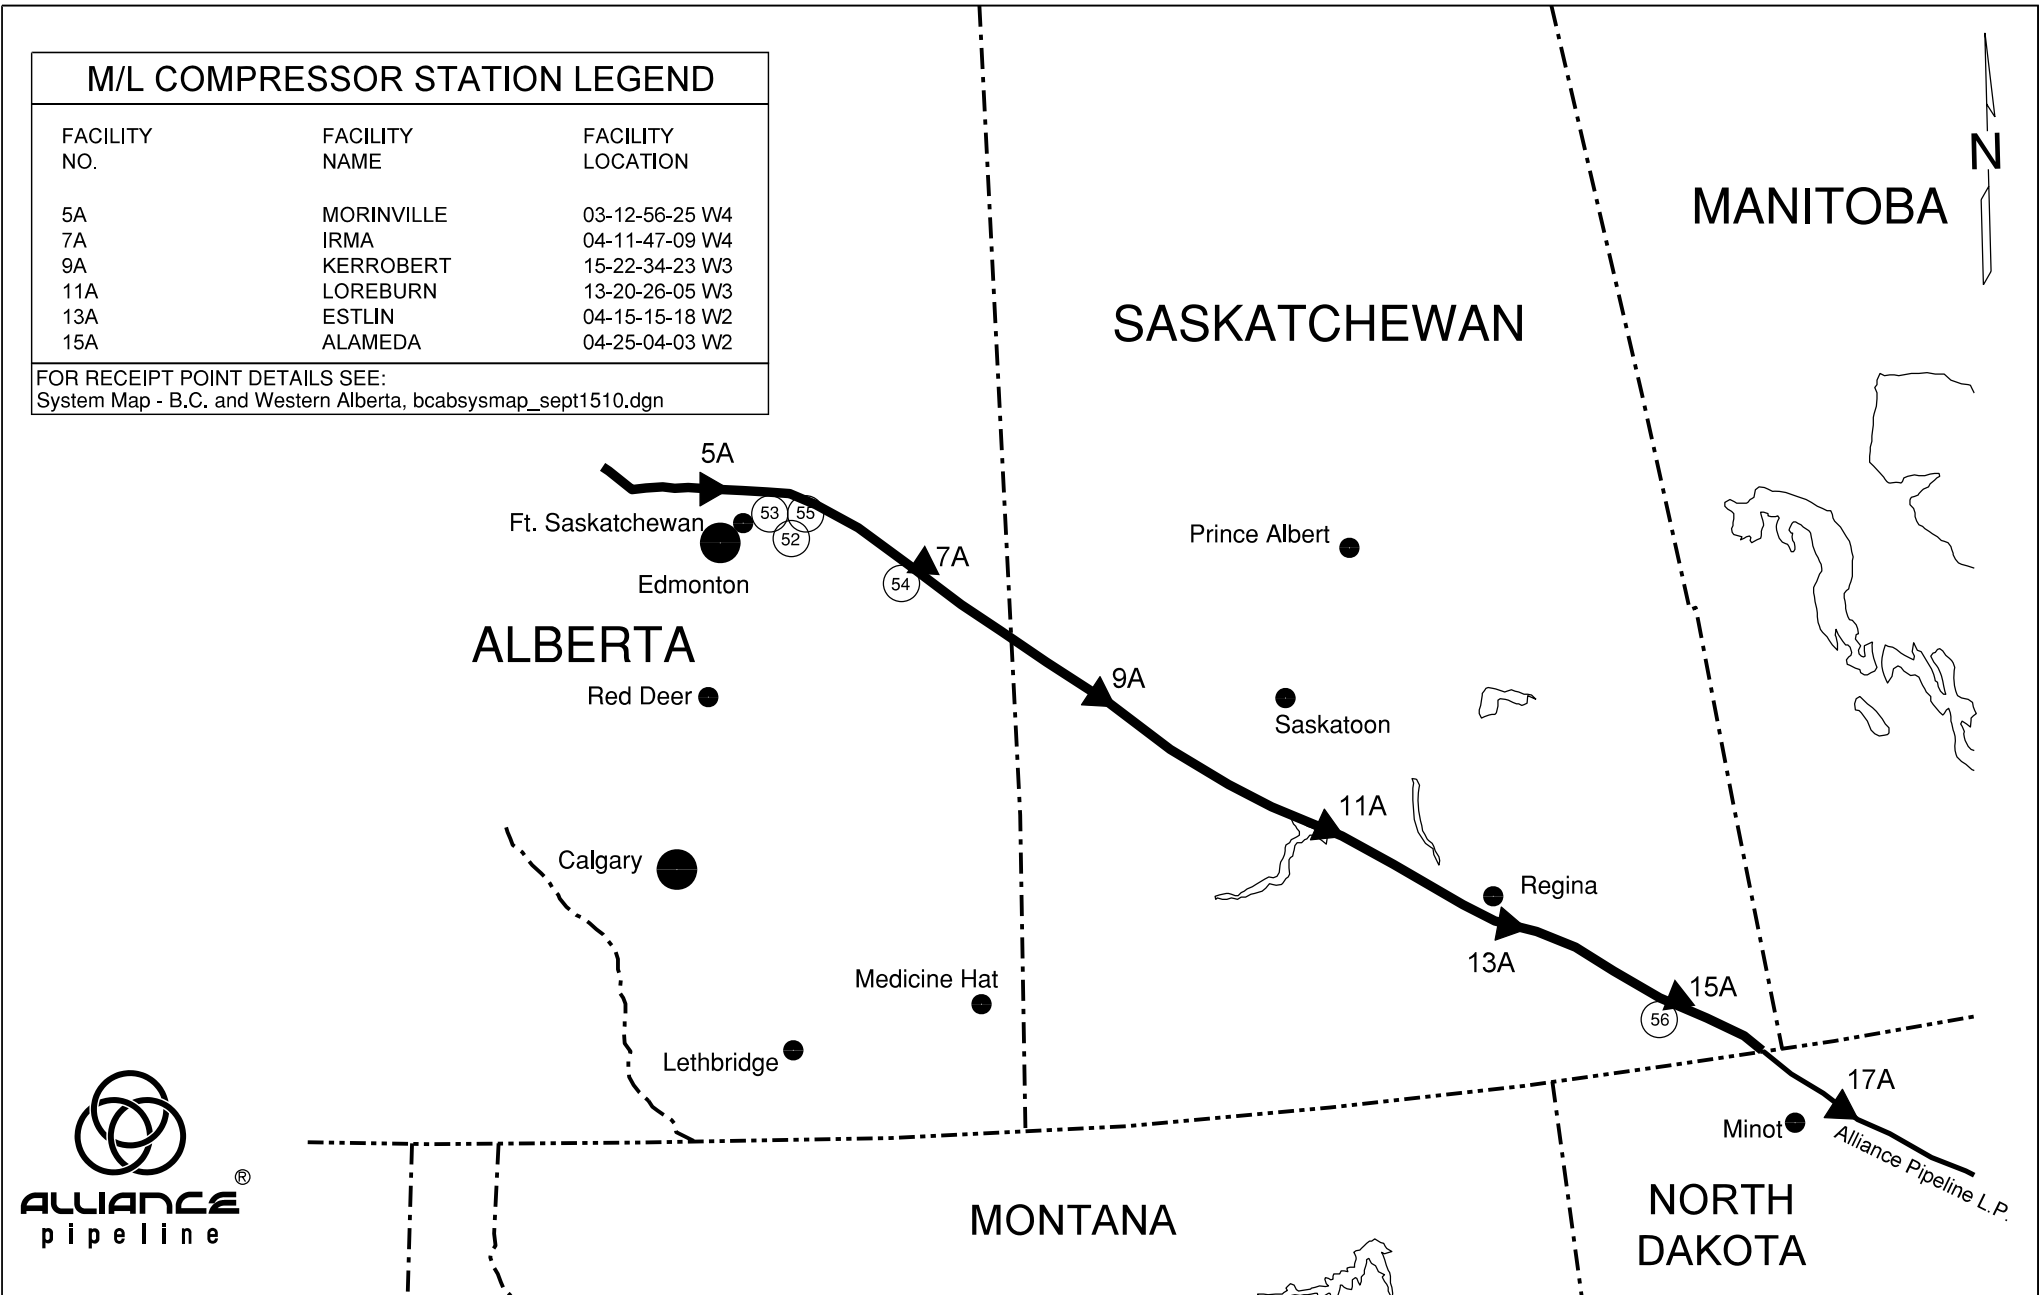 M/L COMPRESSOR STATION LEGEND
FACILITY NO. FACILITY NAME FACILITY LOCATION
5A MORINVILLE 03-12-56-25 W4
7A IRMA 04-11-47-09 W4
9A KERROBERT 15-22-34-23 W3
11A LOREBURN 13-20-26-05 W3
13A ESTLIN 04-15-15-18 W2
15A ALAMEDA 04-25-04-03 W2
FOR RECEIPT POINT DETAILS SEE:
System Map - B.C. and Western Alberta, bcabsysmap_sept1510.dgn
N
MANITOBA
SASKATCHEWAN
5A
Ft. Saskatchewan
53
55
52
Edmonton
54
7A
Prince Albert
ALBERTA
Red Deer
9A
Saskatoon
11A
Calgary
Regina
13A
Medicine Hat
15A
56
Lethbridge
17A
Minot
Alliance Pipeline L.P.
ALLIANCE ®
pipeline
MONTANA
NORTH
DAKOTA